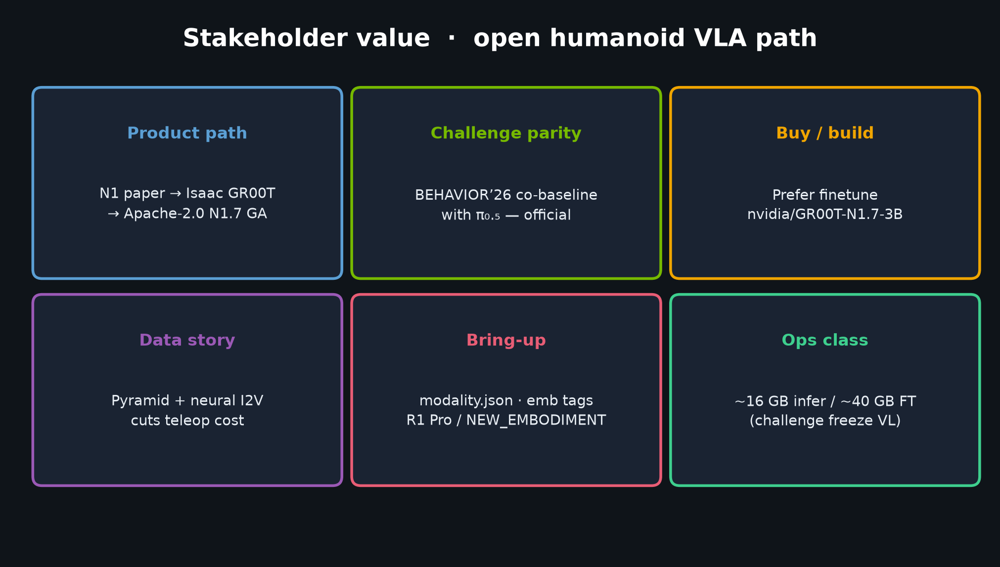 Stakeholder value · open humanoid VLA path
Product path
N1 paper → Isaac GR00T
→ Apache-2.0 N1.7 GA
Challenge parity
BEHAVIOR’26 co-baseline
with π₀.₅ — official
Buy / build
Prefer finetune
nvidia/GR00T-N1.7-3B
Data story
Pyramid + neural I2V
cuts teleop cost
Bring-up
modality.json · emb tags
R1 Pro / NEW_EMBODIMENT
Ops class
~16 GB infer / ~40 GB FT
(challenge freeze VL)